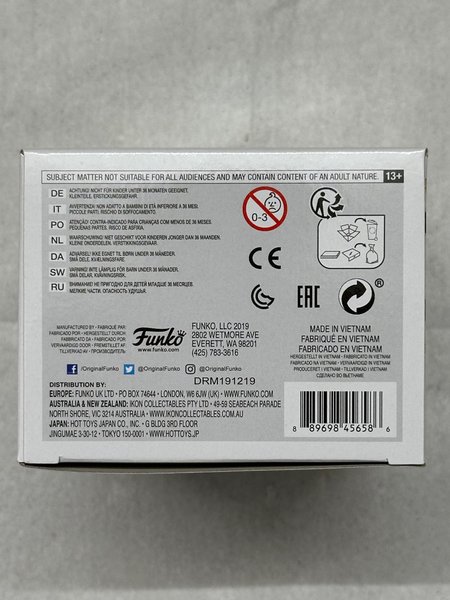 SUBJECT MATTER NOT SUITABLE FOR ALL AUDIENCES AND MAY CONTAIN CONTENT OF AN ADULT NATURE. 13+
DE ACHTUNG! NICHT FÜR KINDER UNTER 36 MONATEN GEEIGNET.
KLEINTEILE. ERSTICKUNGSGEFAHR.
IT AVVERTENZA! NON ADATTO A BAMBINI DI ETÀ INFERIORE A 36 MESI.
PICCOLE PARTI. RISCHIO DI SOFFOCAMENTO.
PO ATENÇÃO! CONTRA-INDICADO PARA CRIANÇAS COM MENOS DE 36 MESES.
PEQUENAS PARTES. RISCO DE ASFIXIA.
NL WAARSCHUWING! NIET GESCHIKT VOOR KINDEREN JONGER DAN 36 MAANDEN.
KLEINE ONDERDELEN. VERSTIKKINGSGEVAAR.
DA ADVARSEL! IKKE EGNET TIL BØRN UNDER 36 MÅNEDER.
SMÅ DELE. KVÆLNINGSFARE.
SW VARNING! INTE LÄMPLIG FÖR BARN UNDER 36 MÅNADER.
SMÅ DELAR. KVÄVNINGSRISK.
RU ВНИМАНИЕ! НЕ ПРИГОДНО ДЛЯ ДЕТЕЙ МЛАДШЕ 36 МЕСЯЦЕВ.
МЕЛКИЕ ЧАСТИ. ОПАСНОСТЬ УДУШЬЯ.
0-3
CE
EAC
®
MANUFACTURED BY • FABRIQUÉ PAR
FABRICADO POR • HERGESTELLT DURCH
FABRICATO DA • FABRICADO POR
VERVAARDIGD DOOR • FREMSTILLET AF
TILLVERKAD AV • ПРОИЗВОДИТЕЛЬ
Funko
www.funko.com
FUNKO, LLC 2019
2802 WETMORE AVE
EVERETT, WA 98201
(425) 783-3616
MADE IN VIETNAM
FABRIQUÉ EN VIETNAM
FABRICADO EN VIETNAM
HERGESTELLT IN VIETNAM • FABBRICATO IN VIETNAM
PRODUCERET I VIETNAM • TILLVERKAD I VIETNAM
СДЕЛАНО ВО ВЬЕТНАМЕ
/OriginalFunko @OriginalFunko @OriginalFunko
DRM191219
DISTRIBUTION BY:
EUROPE: FUNKO UK LTD • PO BOX 74644 • LONDON, W6 6JW (UK) • WWW.FUNKO.COM
AUSTRALIA & NEW ZEALAND: IKON COLLECTABLES PTY LTD • 49-59 SEABEACH PARADE
NORTH SHORE, VIC 3214 AUSTRALIA • WWW.IKONCOLLECTABLES.COM.AU
JAPAN: HOT TOYS JAPAN CO., INC. • G BLDG 3RD FLOOR
JINGUMAE 3-30-12 • TOKYO 150-0001 • WWW.HOTTOYS.JP
8 89698 45658 6